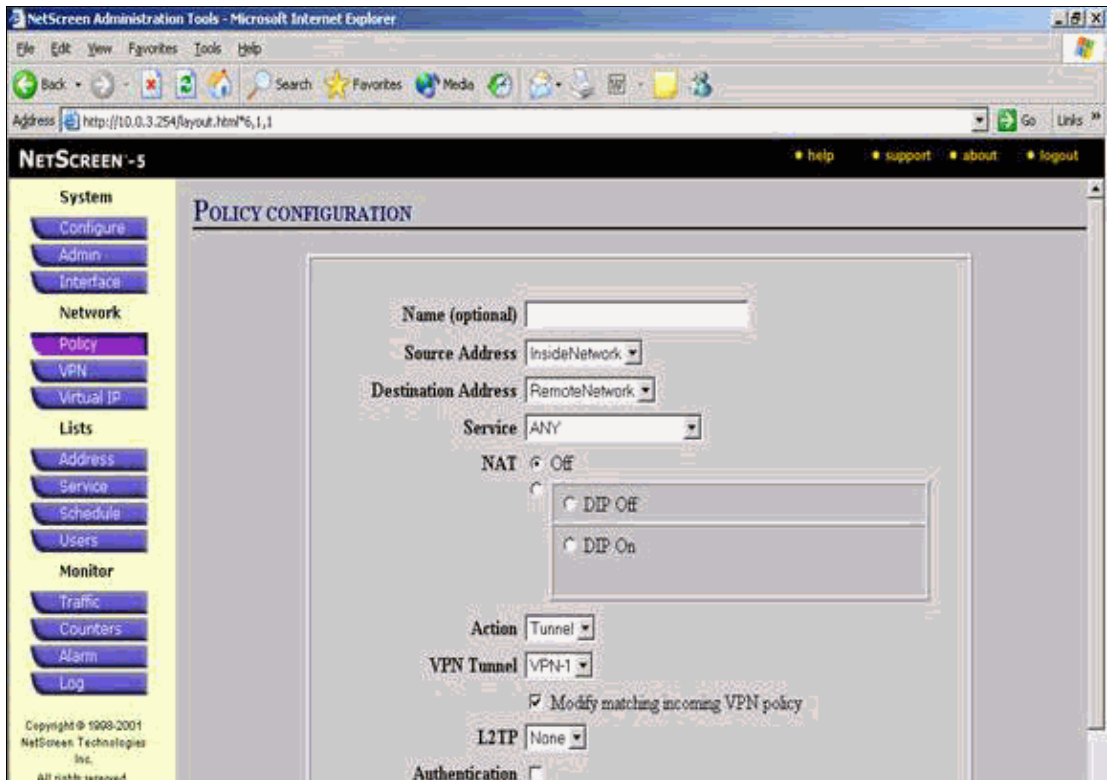 NetScreen Administration Tools - Microsoft Internet Explorer
File Edit View Favorites Tools Help
Back Search Favorites Media
Address http://10.0.3.254/layout.html*6,1,1 Go Links »
NETSCREEN-5 help support about logout
System
Configure
Admin
Interface
Network
Policy
VPN
Virtual IP
Lists
Address
Service
Schedule
Users
Monitor
Traffic
Counters
Alarm
Log
Copyright © 1998-2001
NetScreen Technologies
Inc.
All rights reserved
POLICY CONFIGURATION
Name (optional)
Source Address InsideNetwork
Destination Address RemoteNetwork
Service ANY
NAT Off
DIP Off
DIP On
Action Tunnel
VPN Tunnel VPN-1
Modify matching incoming VPN policy
L2TP None
Authentication